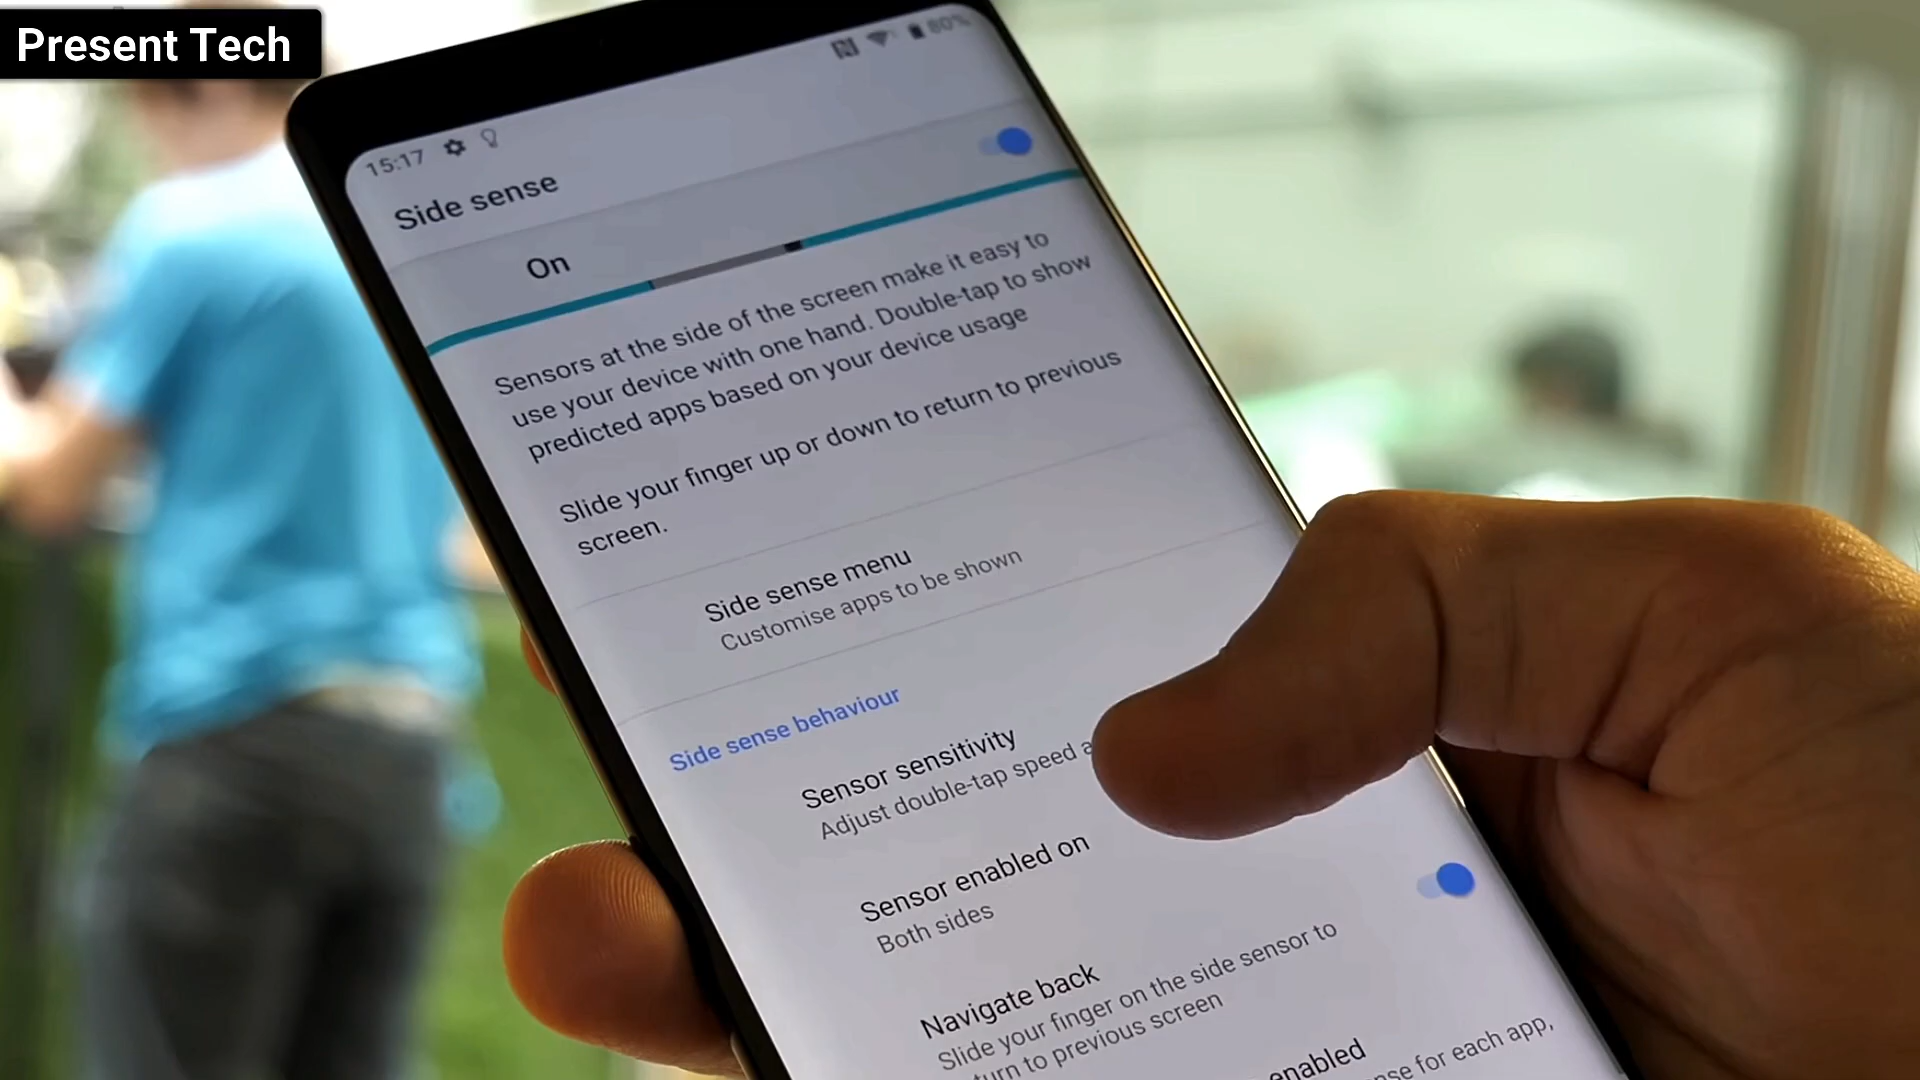 Present Tech
80%
15:17
Side sense
On
Sensors at the side of the screen make it easy to
use your device with one hand. Double-tap to show
predicted apps based on your device usage
Slide your finger up or down to return to previous
screen.
Side sense menu
Customise apps to be shown
Side sense behaviour
Sensor sensitivity
Adjust double-tap speed a
Sensor enabled on
Both sides
Navigate back
Slide your finger on the side sensor to
turn to previous screen
enabled
nse for each app,